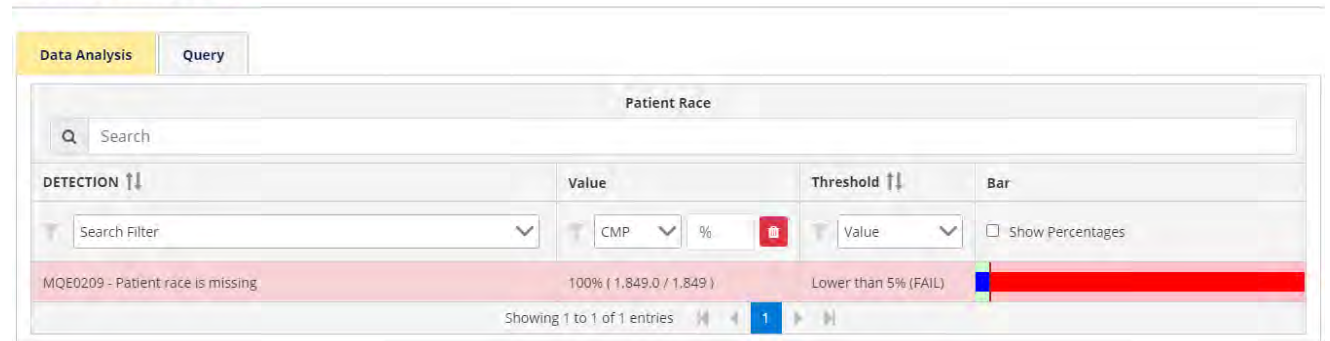 Data Analysis Query
Patient Race
Search
DETECTION Value Threshold Bar
Search Filter CMP % Value Show Percentages
MQE0209 - Patient race is missing 100% ( 1,849.0 / 1,849 ) Lower than 5% (FAIL)
Showing 1 to 1 of 1 entries 1